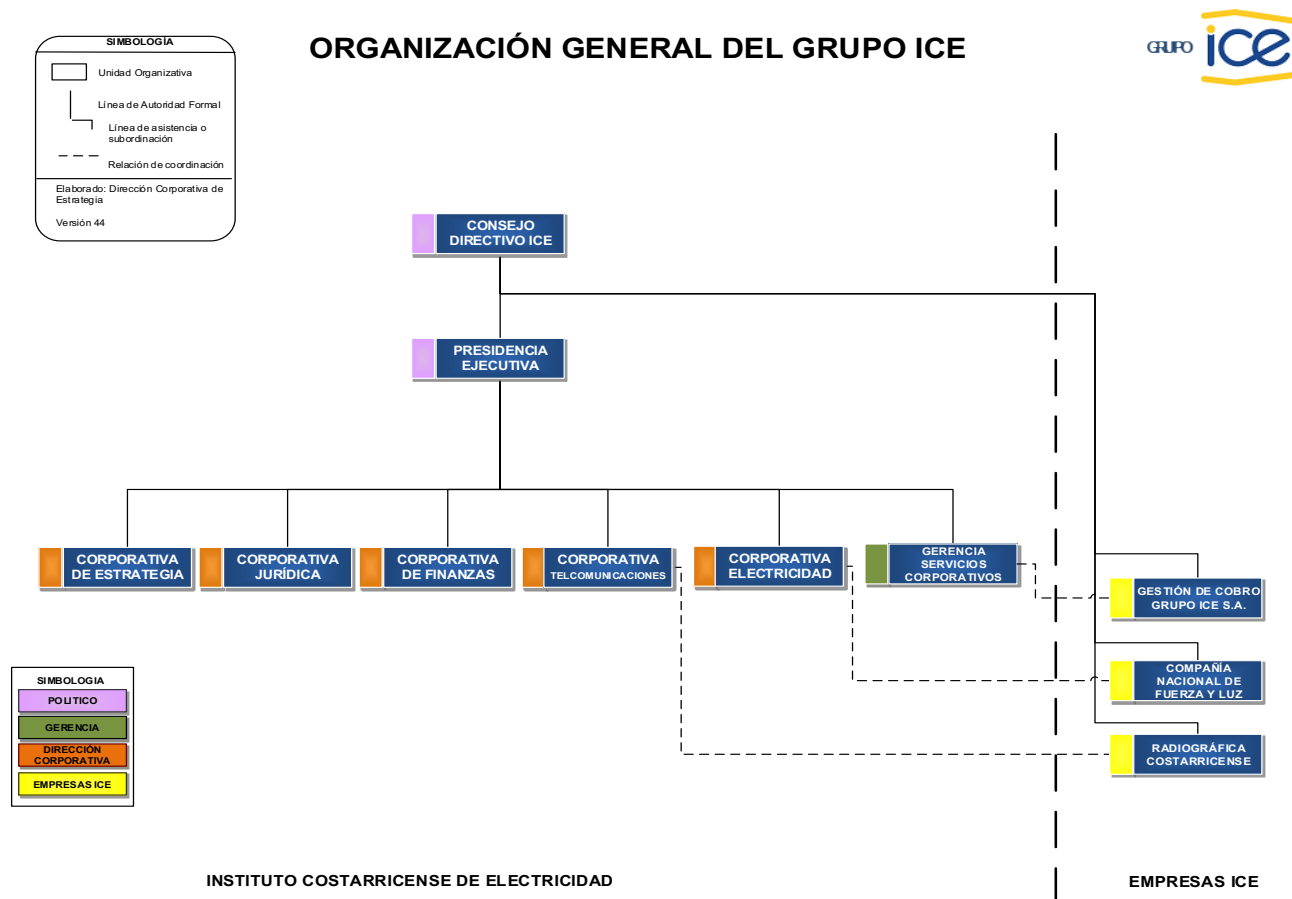 SIMBOLOGÍA
Unidad Organizativa
Línea de Autoridad Formal
Línea de asistencia o
subordinación
Relación de coordinación
Elaborado: Dirección Corporativa de
Estrategia
Versión 44
ORGANIZACIÓN GENERAL DEL GRUPO ICE
GRUPO ice
CONSEJO
DIRECTIVO ICE
PRESIDENCIA
EJECUTIVA
CORPORATIVA
DE ESTRATEGIA
CORPORATIVA
JURÍDICA
CORPORATIVA
DE FINANZAS
CORPORATIVA
TELCOMUNICACIONES
CORPORATIVA
ELECTRICIDAD
GERENCIA
SERVICIOS
CORPORATIVOS
GESTIÓN DE COBRO
GRUPO ICE S.A.
COMPAÑÍA
NACIONAL DE
FUERZA Y LUZ
RADIOGRÁFICA
COSTARRICENSE
SIMBOLOGIA
POLITICO
GERENCIA
DIRECCIÓN
CORPORATIVA
EMPRESAS ICE
INSTITUTO COSTARRICENSE DE ELECTRICIDAD
EMPRESAS ICE